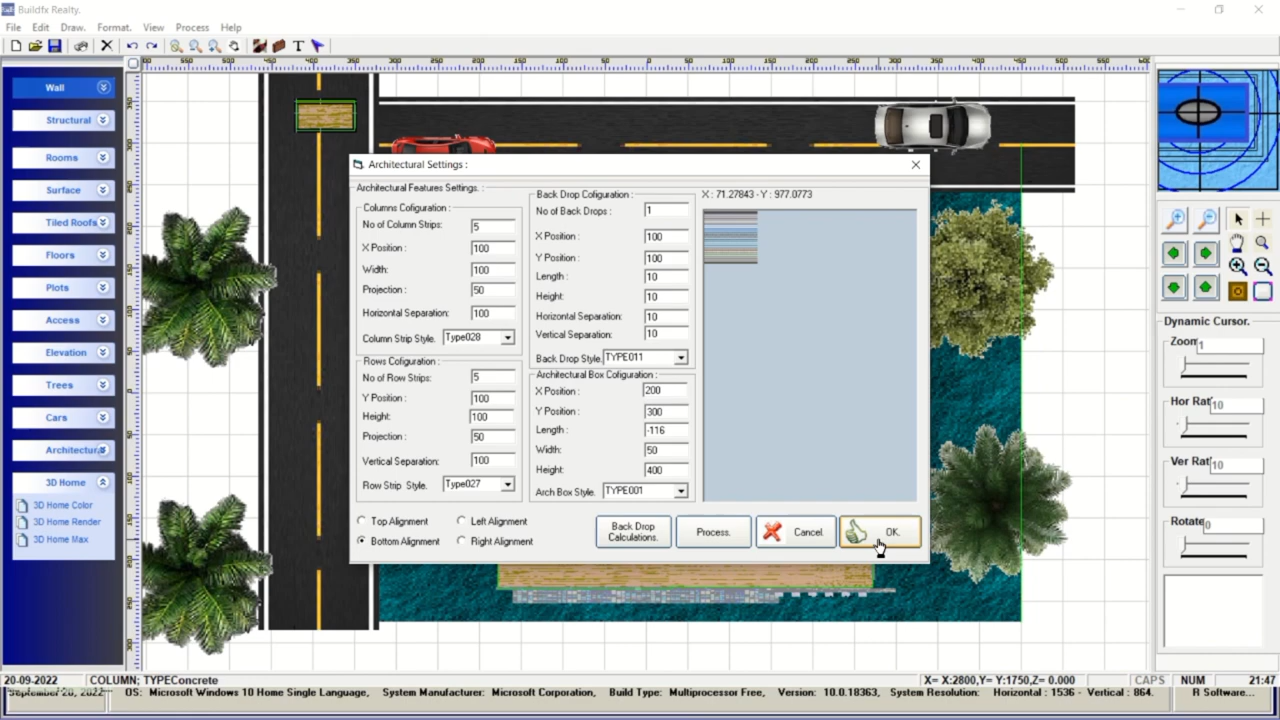 Buildfx Realty.
File Edit Draw. Format. View Process Help
Wall
Structural
Rooms
Surface
Tiled Roofs
Floors
Plots
Access
Elevation
Trees
Cars
Architectural
3D Home
3D Home Color
3D Home Render
3D Home Max
Architectural Settings :
Architectural Features Settings. :
Columns Cofiguration :
No of Column Strips: 5
X Position : 100
Width: 100
Projection : 50
Horizontal Separation: 100
Column Strip Style. Type028
Rows Cofiguration :
No of Row Strips: 5
Y Position : 100
Height: 100
Projection : 50
Vertical Separation: 100
Row Strip Style. Type027
Back Drop Cofiguration :
No of Back Drops : 1
X Position : 100
Y Position : 100
Length : 10
Height: 10
Horizontal Separation: 10
Vertical Separation: 10
Back Drop Style. TYPE011
Architectural Box Cofiguration :
X Position : 200
Y Position : 300
Length : -116
Width: 50
Height: 400
Arch Box Style. TYPE001
X : 71.27843 - Y : 977.0773
Top Alignment Left Alignment
Bottom Alignment Right Alignment
Back Drop Calculations.
Process.
Cancel.
OK.
Dynamic Cursor.
Zoom 1
Hor Rat 10
Ver Rat 10
Rotate 0
20-09-2022 COLUMN; TYPEConcrete X= X:2800,Y= Y:1750,Z= 0.000 CAPS NUM 21:47
September 20, 2022 OS: Microsoft Windows 10 Home Single Language, System Manufacturer: Microsoft Corporation, Build Type: Multiprocessor Free, Version: 10.0.18363, System Resolution: Horizontal : 1536 - Vertical : 864. R Software...